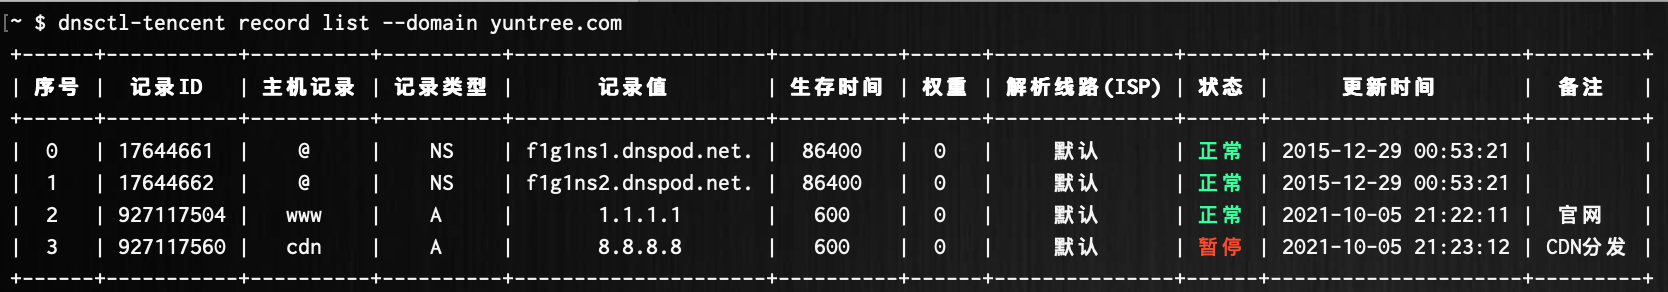 [~ $ dnsctl-tencent record list --domain yuntree.com
+------+-----------+----------+----------+---------------------+----------+------+---------------+------+---------------------+---------+
| 序号 | 记录ID | 主机记录 | 记录类型 | 记录值 | 生存时间 | 权重 | 解析线路(ISP) | 状态 | 更新时间 | 备注 |
+------+-----------+----------+----------+---------------------+----------+------+---------------+------+---------------------+---------+
| 0 | 17644661 | @ | NS | f1g1ns1.dnspod.net. | 86400 | 0 | 默认 | 正常 | 2015-12-29 00:53:21 | |
| 1 | 17644662 | @ | NS | f1g1ns2.dnspod.net. | 86400 | 0 | 默认 | 正常 | 2015-12-29 00:53:21 | |
| 2 | 927117504 | www | A | 1.1.1.1 | 600 | 0 | 默认 | 正常 | 2021-10-05 21:22:11 | 官网 |
| 3 | 927117560 | cdn | A | 8.8.8.8 | 600 | 0 | 默认 | 暂停 | 2021-10-05 21:23:12 | CDN分发 |
+------+-----------+----------+----------+---------------------+----------+------+---------------+------+---------------------+---------+